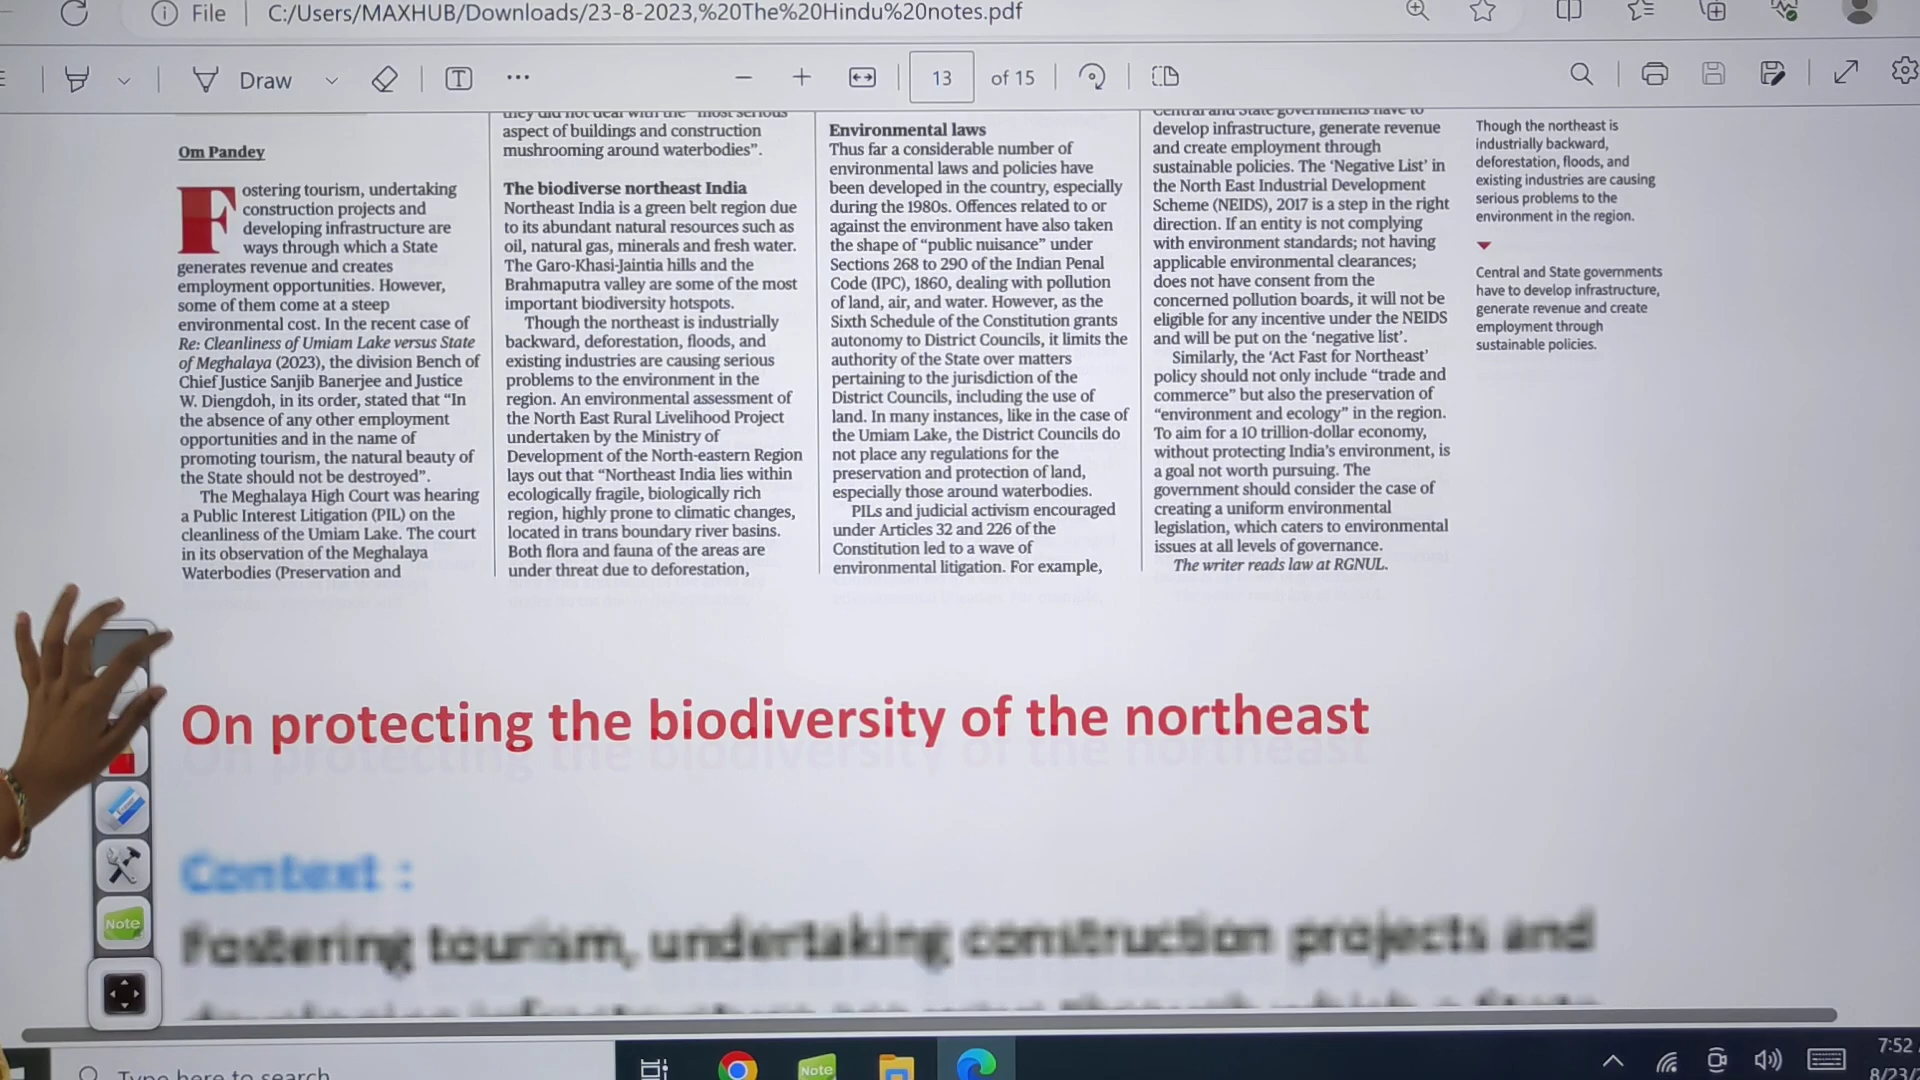 File C:/Users/MAXHUB/Downloads/23-8-2023,%20The%20Hindu%20notes.pdf
Draw
13 of 15
Om Pandey
Fostering tourism, undertaking
construction projects and
developing infrastructure are
ways through which a State
generates revenue and creates
employment opportunities. However,
some of them come at a steep
environmental cost. In the recent case of
Re: Cleanliness of Umiam Lake versus State
of Meghalaya (2023), the division Bench of
Chief Justice Sanjib Banerjee and Justice
W. Diengdoh, in its order, stated that “In
the absence of any other employment
opportunities and in the name of
promoting tourism, the natural beauty of
the State should not be destroyed”.
The Meghalaya High Court was hearing
a Public Interest Litigation (PIL) on the
cleanliness of the Umiam Lake. The court
in its observation of the Meghalaya
Waterbodies (Preservation and
they did not deal with the “most serious
aspect of buildings and construction
mushrooming around waterbodies”.
The biodiverse northeast India
Northeast India is a green belt region due
to its abundant natural resources such as
oil, natural gas, minerals and fresh water.
The Garo-Khasi-Jaintia hills and the
Brahmaputra valley are some of the most
important biodiversity hotspots.
Though the northeast is industrially
backward, deforestation, floods, and
existing industries are causing serious
problems to the environment in the
region. An environmental assessment of
the North East Rural Livelihood Project
undertaken by the Ministry of
Development of the North-eastern Region
lays out that “Northeast India lies within
ecologically fragile, biologically rich
region, highly prone to climatic changes,
located in trans boundary river basins.
Both flora and fauna of the areas are
under threat due to deforestation,
Environmental laws
Thus far a considerable number of
environmental laws and policies have
been developed in the country, especially
during the 1980s. Offences related to or
against the environment have also taken
the shape of “public nuisance” under
Sections 268 to 290 of the Indian Penal
Code (IPC), 1860, dealing with pollution
of land, air, and water. However, as the
Sixth Schedule of the Constitution grants
autonomy to District Councils, it limits the
authority of the State over matters
pertaining to the jurisdiction of the
District Councils, including the use of
land. In many instances, like in the case of
the Umiam Lake, the District Councils do
not place any regulations for the
preservation and protection of land,
especially those around waterbodies.
PILs and judicial activism encouraged
under Articles 32 and 226 of the
Constitution led to a wave of
environmental litigation. For example,
Central and State governments have to
develop infrastructure, generate revenue
and create employment through
sustainable policies. The ‘Negative List’ in
the North East Industrial Development
Scheme (NEIDS), 2017 is a step in the right
direction. If an entity is not complying
with environment standards; not having
applicable environmental clearances;
does not have consent from the
concerned pollution boards, it will not be
eligible for any incentive under the NEIDS
and will be put on the ‘negative list’.
Similarly, the ‘Act Fast for Northeast’
policy should not only include “trade and
commerce” but also the preservation of
“environment and ecology” in the region.
To aim for a 10 trillion-dollar economy,
without protecting India’s environment, is
a goal not worth pursuing. The
government should consider the case of
creating a uniform environmental
legislation, which caters to environmental
issues at all levels of governance.
The writer reads law at RGNUL.
Though the northeast is
industrially backward,
deforestation, floods, and
existing industries are causing
serious problems to the
environment in the region.
Central and State governments
have to develop infrastructure,
generate revenue and create
employment through
sustainable policies.
On protecting the biodiversity of the northeast
Context :
Fostering tourism, undertaking construction projects and
Note
Type here to search
Note
7:52
8/23/